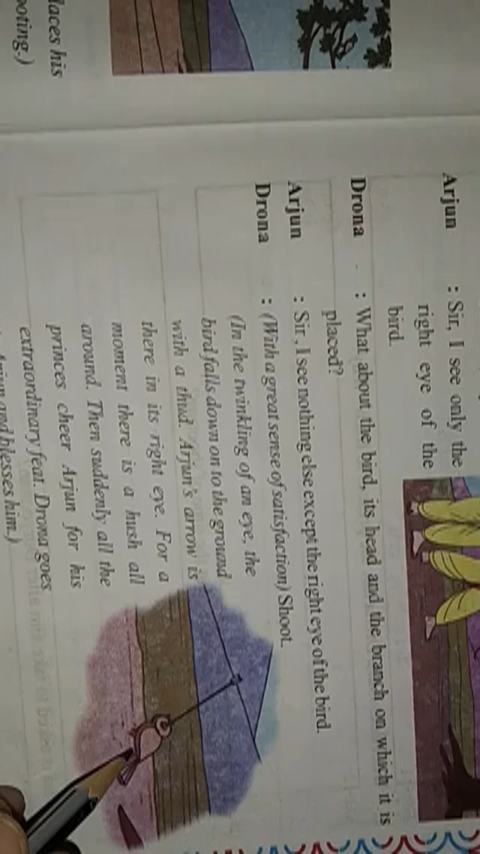 laces his
ooting.)
Arjun : Sir, I see only the
right eye of the
bird.
Drona : What about the bird, its head and the branch on which it is
placed?
Arjun : Sir, I see nothing else except the right eye of the bird.
Drona : (With a great sense of satisfaction) Shoot.
(In the twinkling of an eye, the
bird falls down on to the ground
with a thud. Arjun's arrow is
there in its right eye. For a
moment there is a hush all
around. Then suddenly all the
princes cheer Arjun for his
extraordinary feat. Drona goes
Arjun and blesses him.)